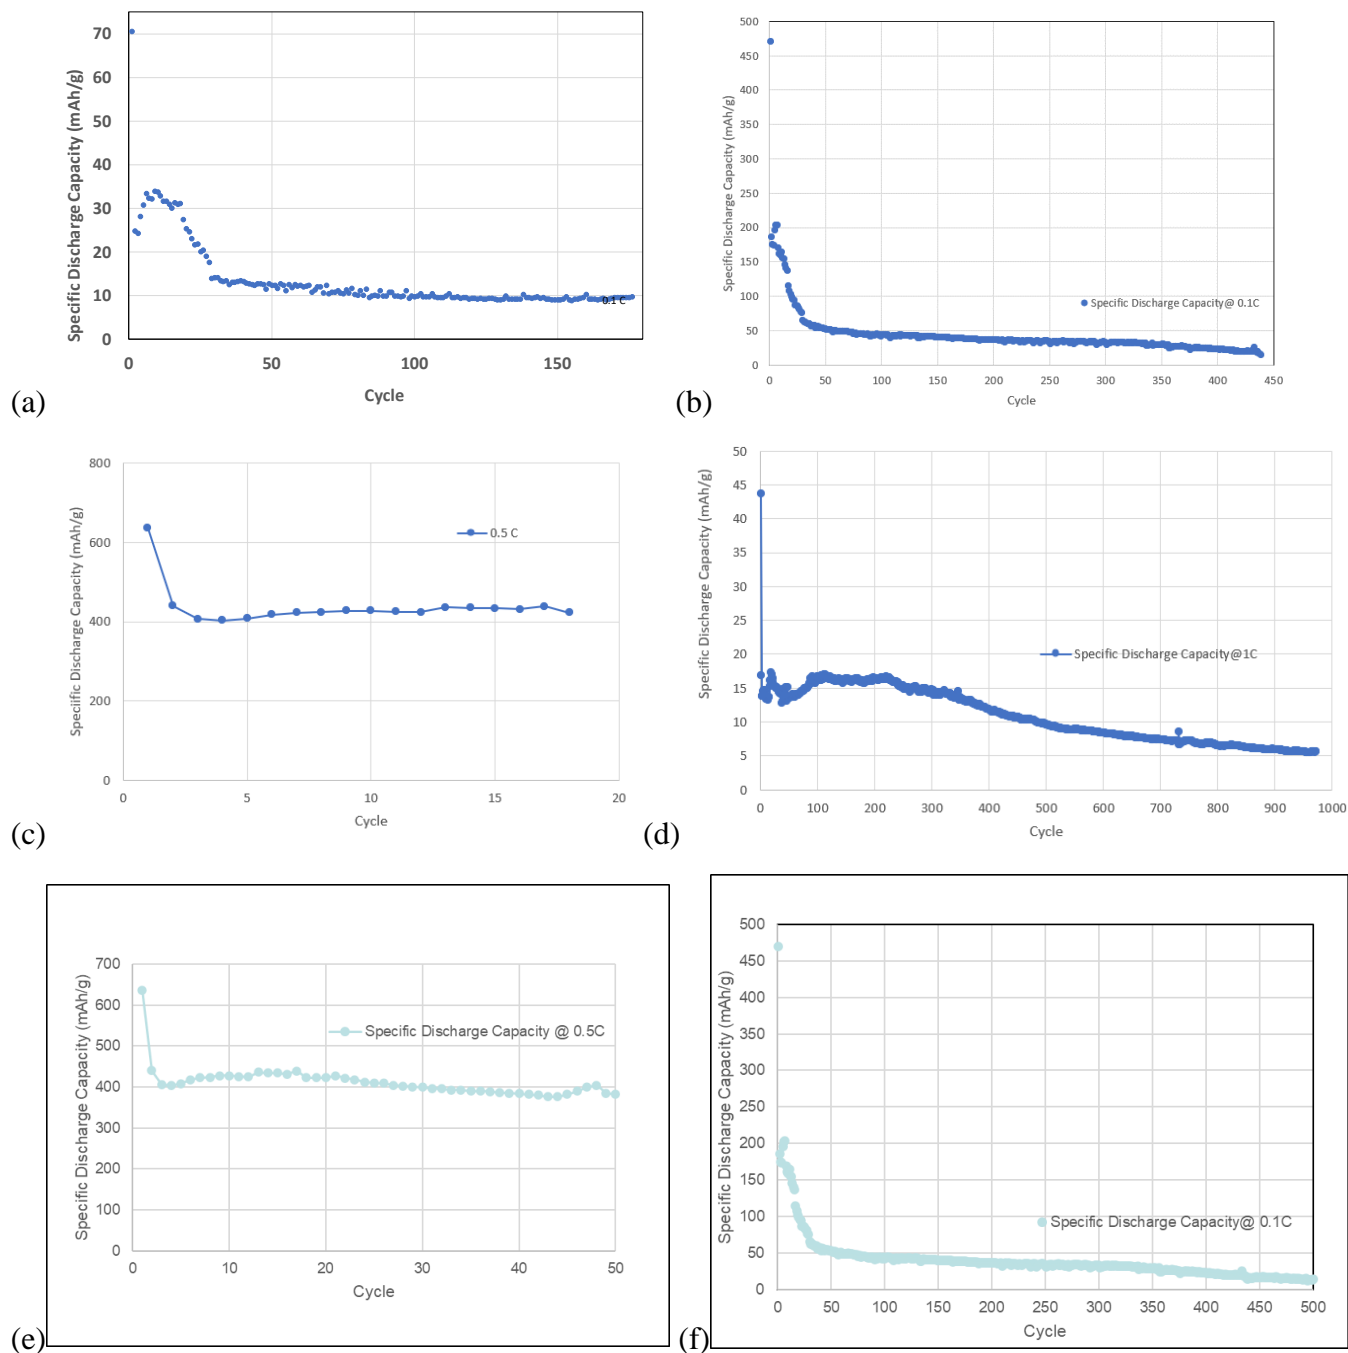 Specific Discharge Capacity (mAh/g)
70
60
50
40
30
20
10
0
0.1 C
0 50 100 150
Cycle
(a)
Specific Discharge Capacity (mAh/g)
500
450
400
350
300
250
200
150
100
50
0
Specific Discharge Capacity@ 0.1C
0 50 100 150 200 250 300 350 400 450
Cycle
(b)
Speciific Discharge Capacity (mAh/g)
800
600
400
200
0
0.5 C
0 5 10 15 20
Cycle
(c)
Specific Discharge Capacity (mAh/g)
50
45
40
35
30
25
20
15
10
5
0
Specific Discharge Capacity@1C
0 100 200 300 400 500 600 700 800 900 1000
Cycle
(d)
Specific Discharge Capacity (mAh/g)
700
600
500
400
300
200
100
0
Specific Discharge Capacity @ 0.5C
0 10 20 30 40 50
Cycle
(e)
Specific Discharge Capacity (mAh/g)
500
450
400
350
300
250
200
150
100
50
0
Specific Discharge Capacity@ 0.1C
0 50 100 150 200 250 300 350 400 450 500
Cycle
(f)